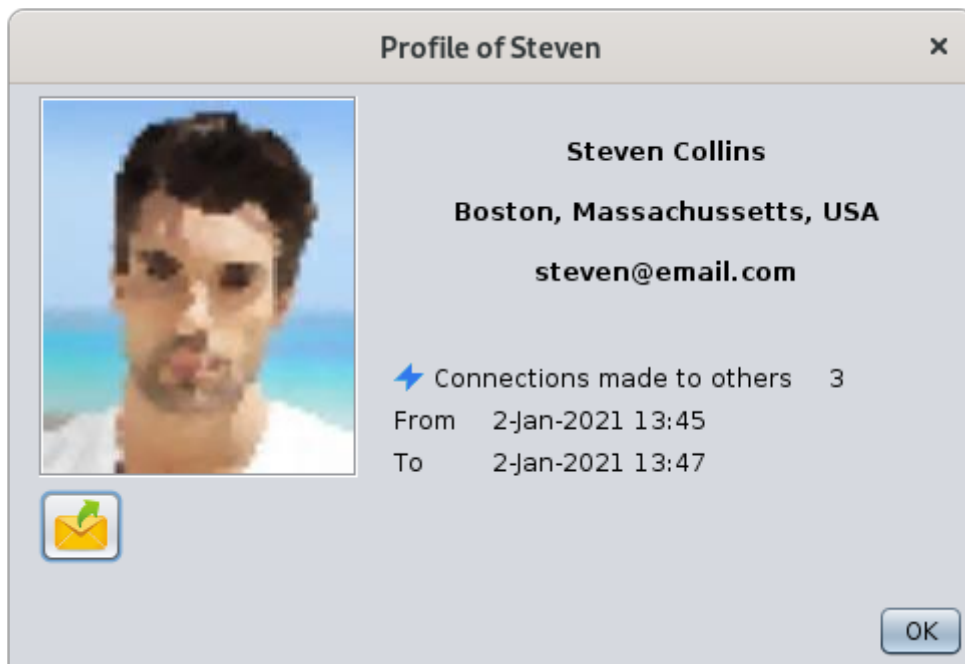 Profile of Steven
Steven Collins
Boston, Massachussetts, USA
steven@email.com
Connections made to others 3
From 2-Jan-2021 13:45
To 2-Jan-2021 13:47
OK